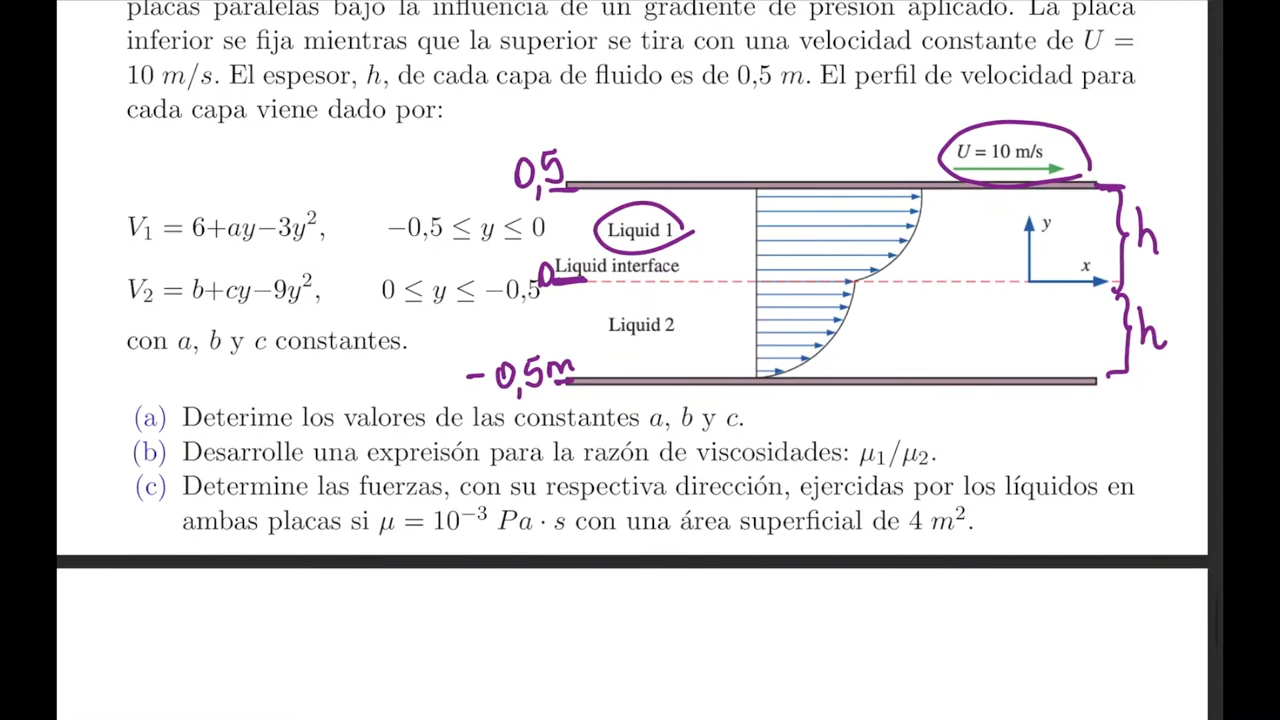 placas paralelas bajo la influencia de un gradiente de presión aplicado. La placa
inferior se fija mientras que la superior se tira con una velocidad constante de U =
10 m/s. El espesor, h, de cada capa de fluido es de 0,5 m. El perfil de velocidad para
cada capa viene dado por:
U = 10 m/s
0,5
V₁ = 6+ay−3y², −0,5 ≤ y ≤ 0
Liquid 1
y
h
Liquid interface
x
0
V₂ = b+cy−9y², 0 ≤ y ≤ −0,5
Liquid 2
h
con a, b y c constantes.
−0,5m
(a) Deterime los valores de las constantes a, b y c.
(b) Desarrolle una expreisón para la razón de viscosidades: μ₁/μ₂.
(c) Determine las fuerzas, con su respectiva dirección, ejercidas por los líquidos en
ambas placas si μ = 10⁻³ Pa · s con una área superficial de 4 m².